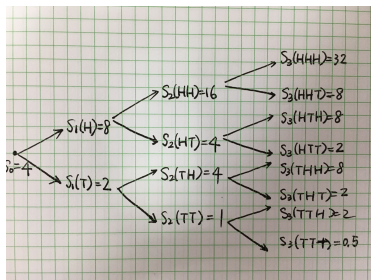 S₀=4
S₁(H)=8
S₁(T)=2
S₂(HH)=16
S₂(HT)=4
S₂(TH)=4
S₂(TT)=1
S₃(HHH)=32
S₃(HHT)=8
S₃(HTH)=8
S₃(HTT)=2
S₃(THH)=8
S₃(THT)=2
S₃(TTH)=2
S₃(TTT)=0.5